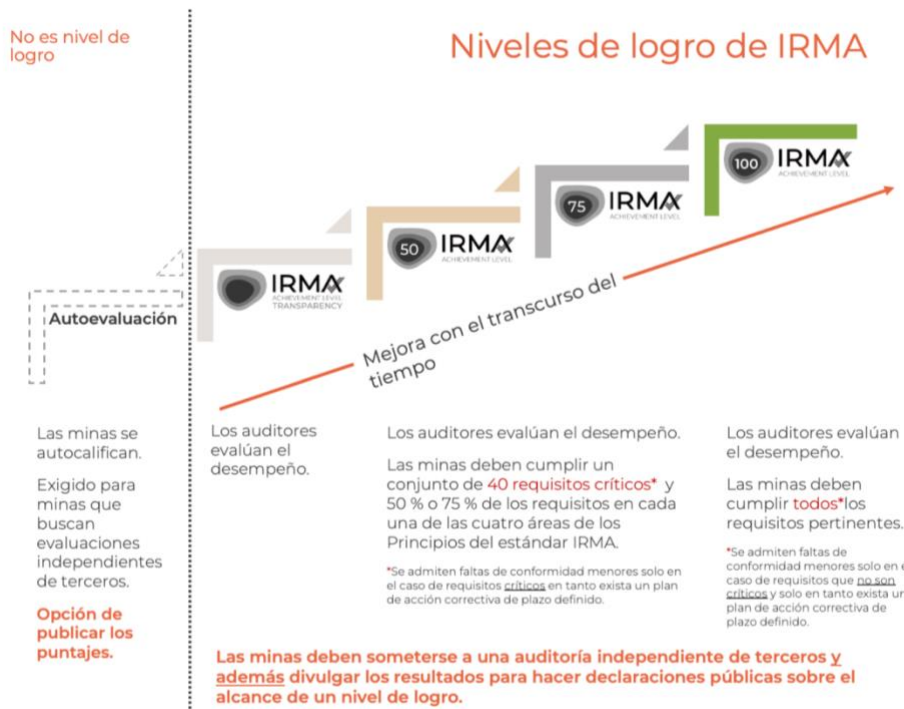 No es nivel de
logro
Niveles de logro de IRMA
100
IRMA
ACHIEVEMENT LEVEL
75
IRMA
ACHIEVEMENT LEVEL
50
IRMA
ACHIEVEMENT LEVEL
IRMA
ACHIEVEMENT LEVEL
TRANSPARENCY
Autoevaluación
Mejora con el transcurso del
tiempo
Las minas se
autocalifican.
Exigido para
minas que
buscan
evaluaciones
independientes
de terceros.
Opción de
publicar los
puntajes.
Los auditores
evalúan el
desempeño.
Los auditores evalúan el desempeño.
Las minas deben cumplir un
conjunto de 40 requisitos críticos* y
50 % o 75 % de los requisitos en cada
una de las cuatro áreas de los
Principios del estándar IRMA.
*Se admiten faltas de conformidad menores solo en
el caso de requisitos críticos en tanto exista un plan
de acción correctiva de plazo definido.
Los auditores evalúan
el desempeño.
Las minas deben
cumplir todos*los
requisitos pertinentes.
*Se admiten faltas de
conformidad menores solo en e
caso de requisitos que no son
críticos y solo en tanto exista un
plan de acción correctiva de
plazo definido.
Las minas deben someterse a una auditoría independiente de terceros y
además divulgar los resultados para hacer declaraciones públicas sobre el
alcance de un nivel de logro.